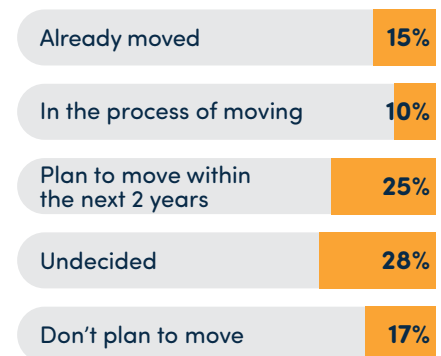 Already moved 15%
In the process of moving 10%
Plan to move within
the next 2 years 25%
Undecided 28%
Don’t plan to move 17%